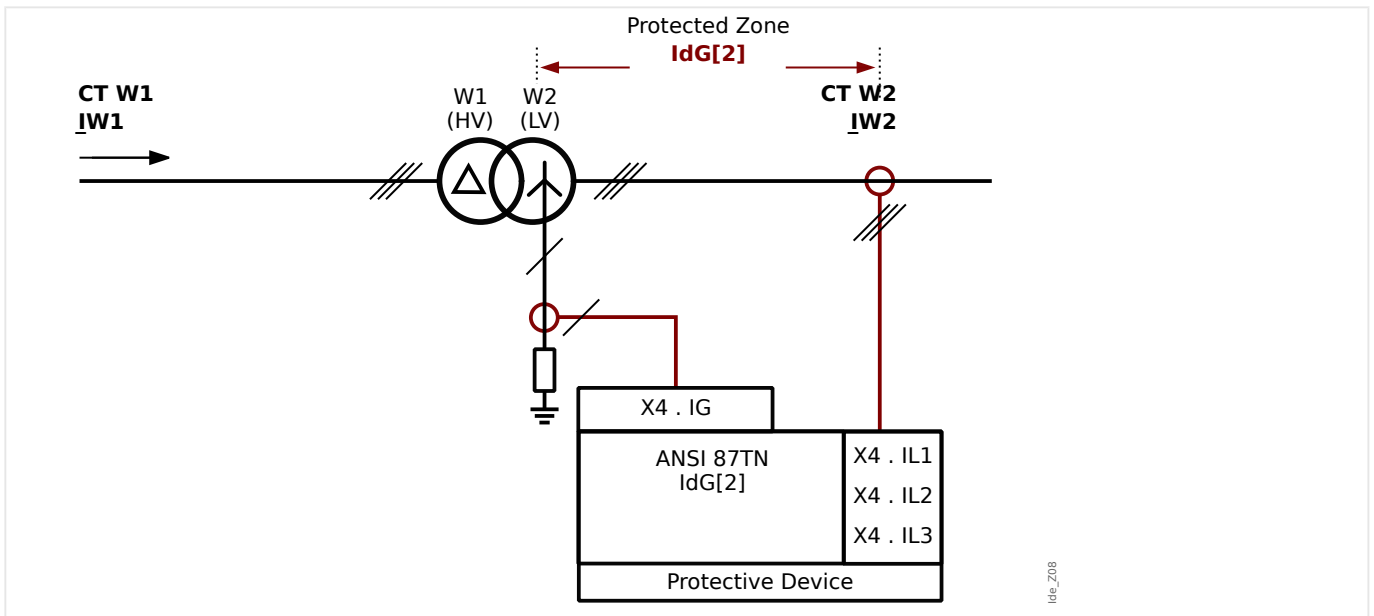 Protected Zone
IdG[2]
CT W1
IW1
W1
(HV)
W2
(LV)
CT W2
IW2
X4 . IG
ANSI 87TN
IdG[2]
X4 . IL1
X4 . IL2
X4 . IL3
Protective Device
Ide_Z08